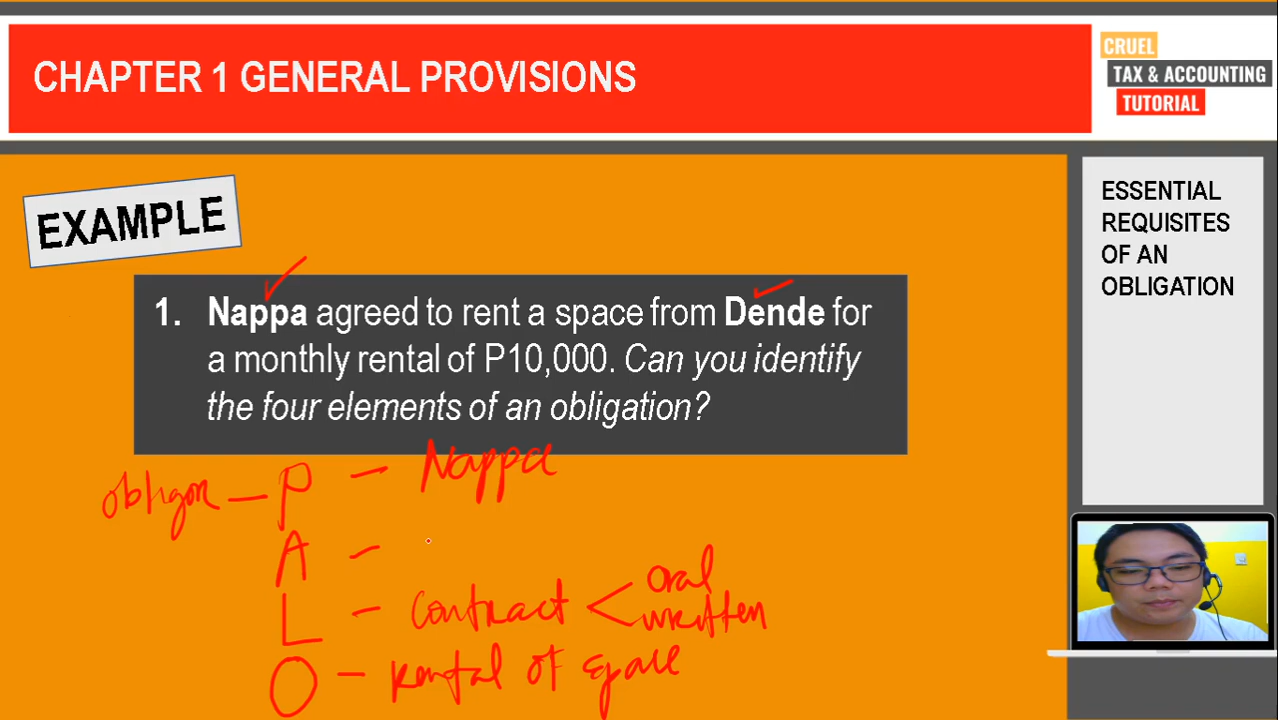 CHAPTER 1 GENERAL PROVISIONS
CRUEL
TAX & ACCOUNTING
TUTORIAL
EXAMPLE
ESSENTIAL
REQUISITES
OF AN
OBLIGATION
1. Nappa agreed to rent a space from Dende for
a monthly rental of P10,000. Can you identify
the four elements of an obligation?
obligor – P – Nappa
A –
L – contract < oral
written
O – Rental of space